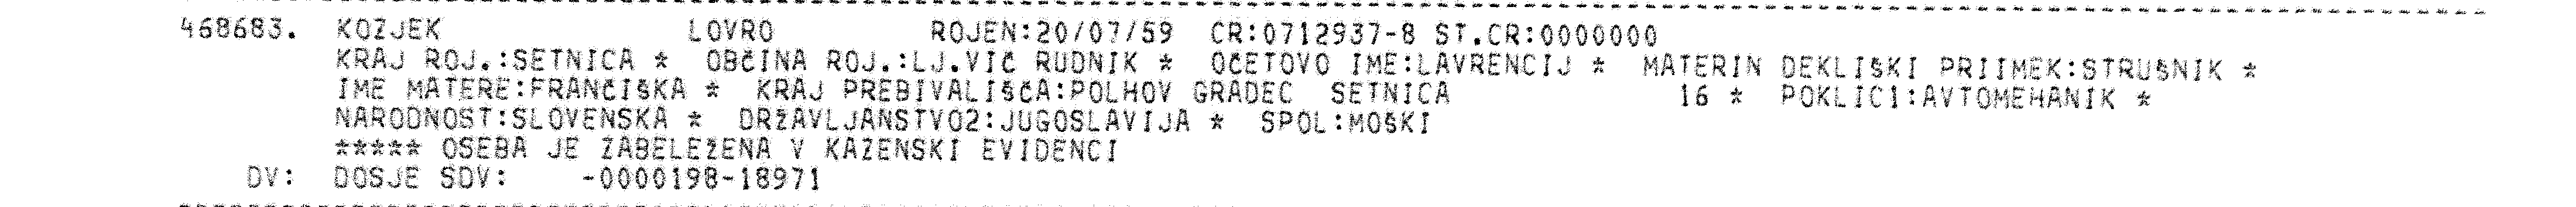 468683. KOZJEK LOVRO ROJEN:20/07/59 CR:0712937-8 ST.CR:0000000
KRAJ ROJ.:SETNICA * OBČINA ROJ.:LJ.VIČ RUDNIK * OČETOVO IME:LAVRENCIJ * MATERIN DEKLIŠKI PRIIMEK:STRUŠNIK *
IME MATERE:FRANČIŠKA * KRAJ PREBIVALIŠČA:POLHOV GRADEC SETNICA 16 * POKLIC1:AVTOMEHANIK *
NARODNOST:SLOVENSKA * DRŽAVLJANSTVO2:JUGOSLAVIJA * SPOL:MOŠKI
***** OSEBA JE ZABELEŽENA V KAZENSKI EVIDENCI
DV: DOSJE SDV: -0000198-18971